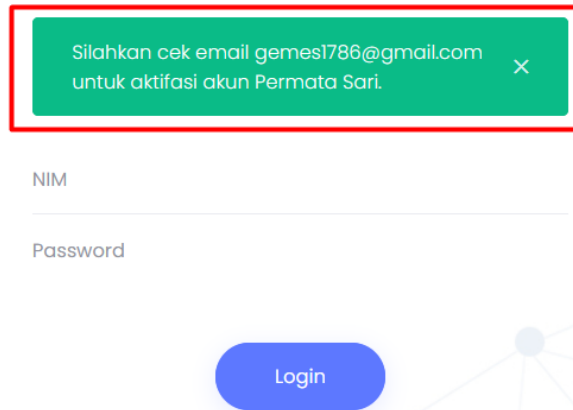 Silahkan cek email gemes1786@gmail.com
untuk aktifasi akun Permata Sari.
NIM
Password
Login